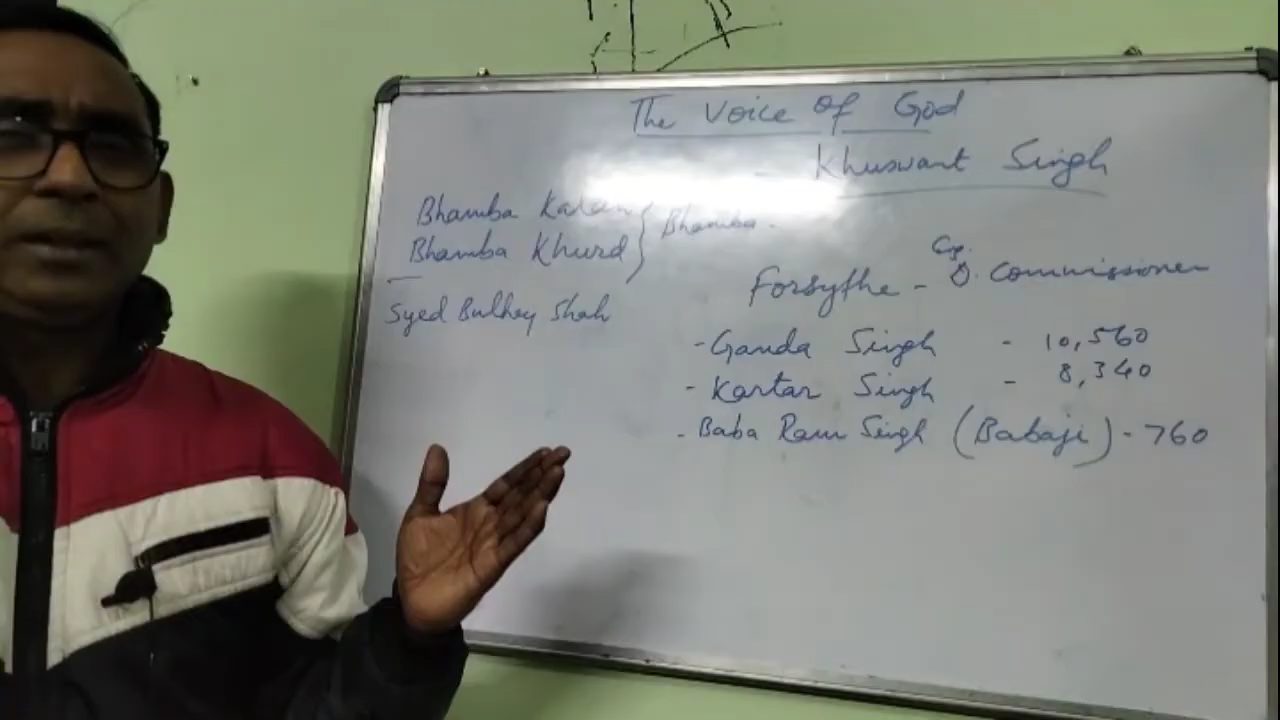 The Voice of God
Khuswant Singh
Bhamba Kalan
Bhamba Khurd } Bhamba.
Syed Bulhey Shah
Forsythe - D. Commissioner
- Ganda Singh - 10,560
- Kartar Singh - 8,340
- Baba Ram Singh (Babaji) - 760